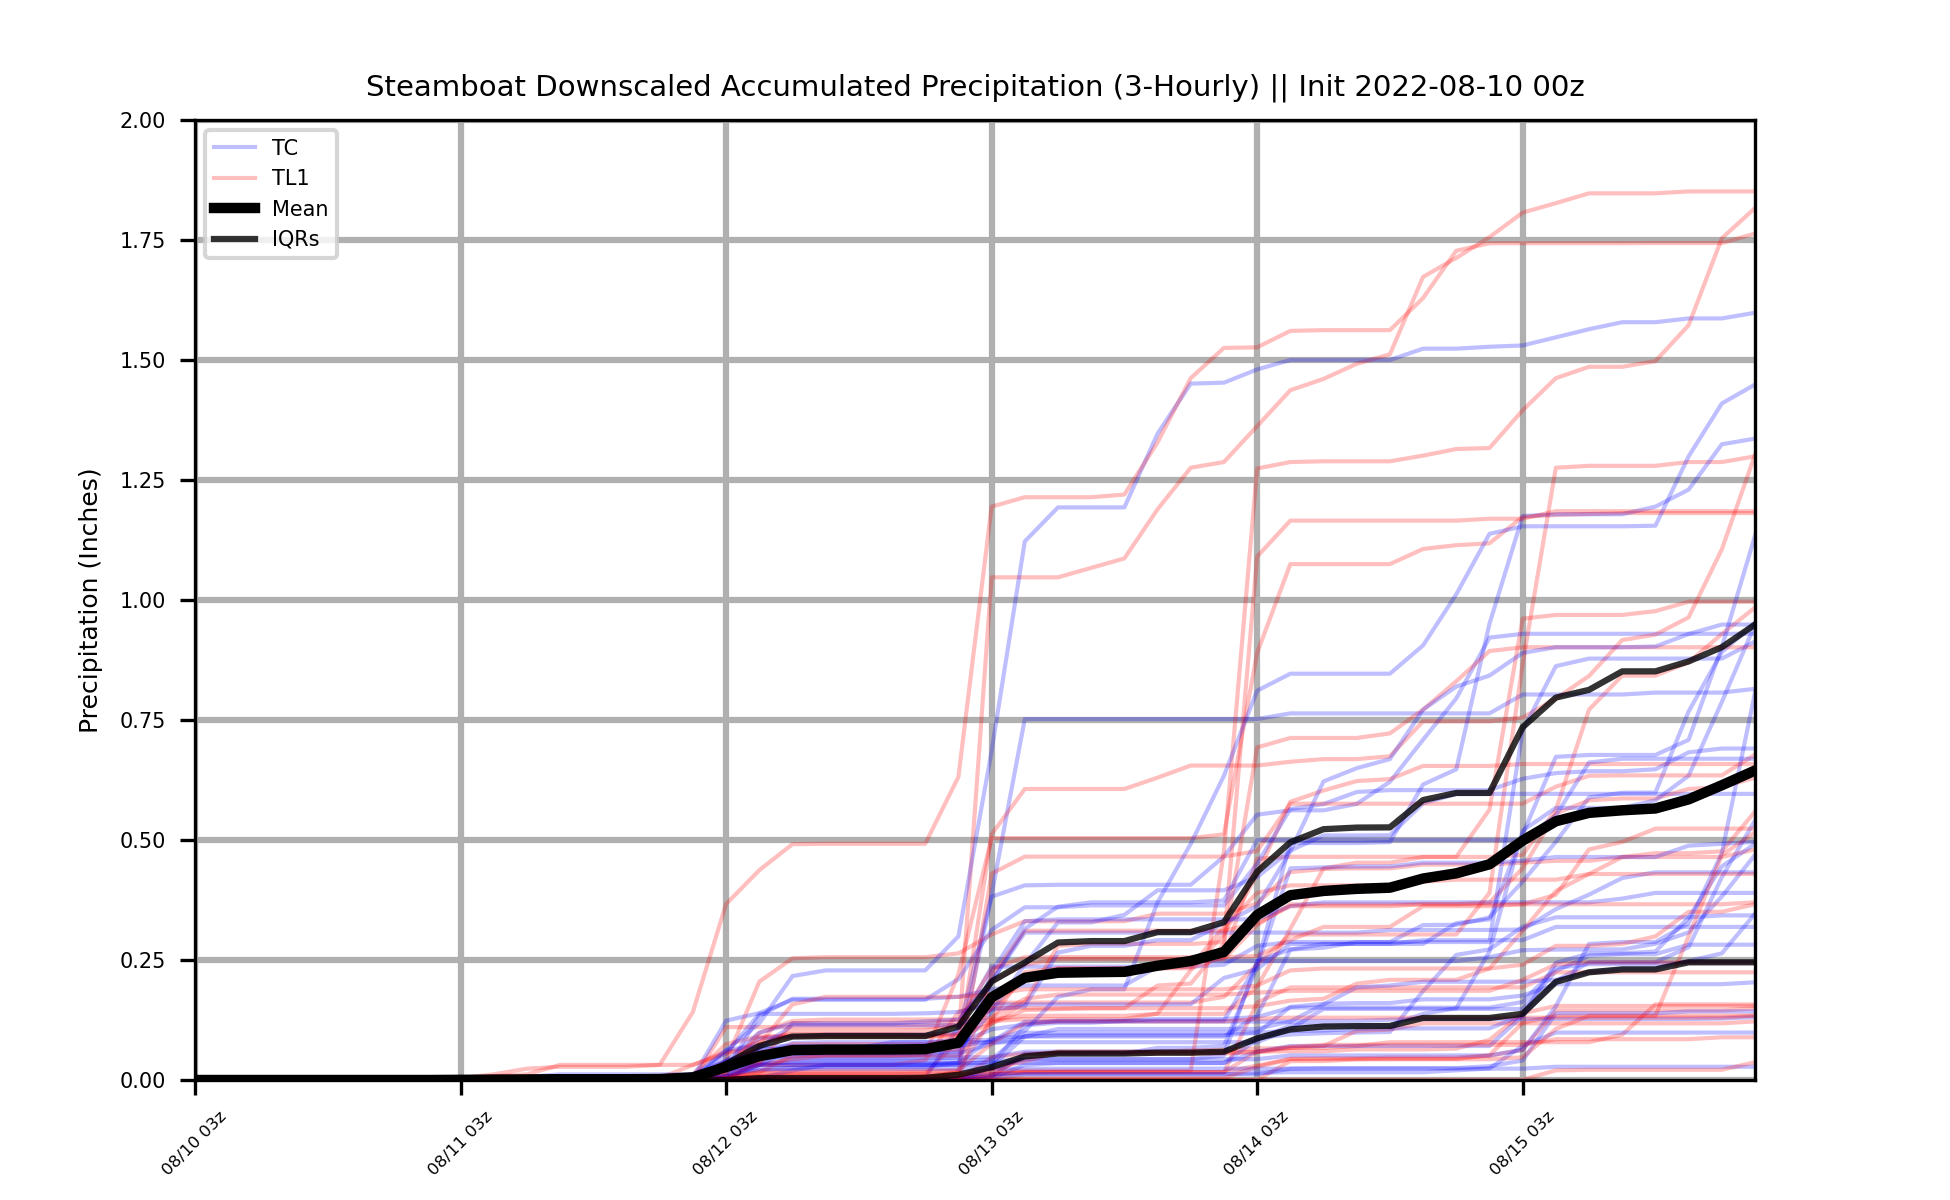 Steamboat Downscaled Accumulated Precipitation (3-Hourly) || Init 2022-08-10 00z
TC
TL1
Mean
IQRs
Precipitation (Inches)
2.00
1.75
1.50
1.25
1.00
0.75
0.50
0.25
0.00
08/10 03z
08/11 03z
08/12 03z
08/13 03z
08/14 03z
08/15 03z